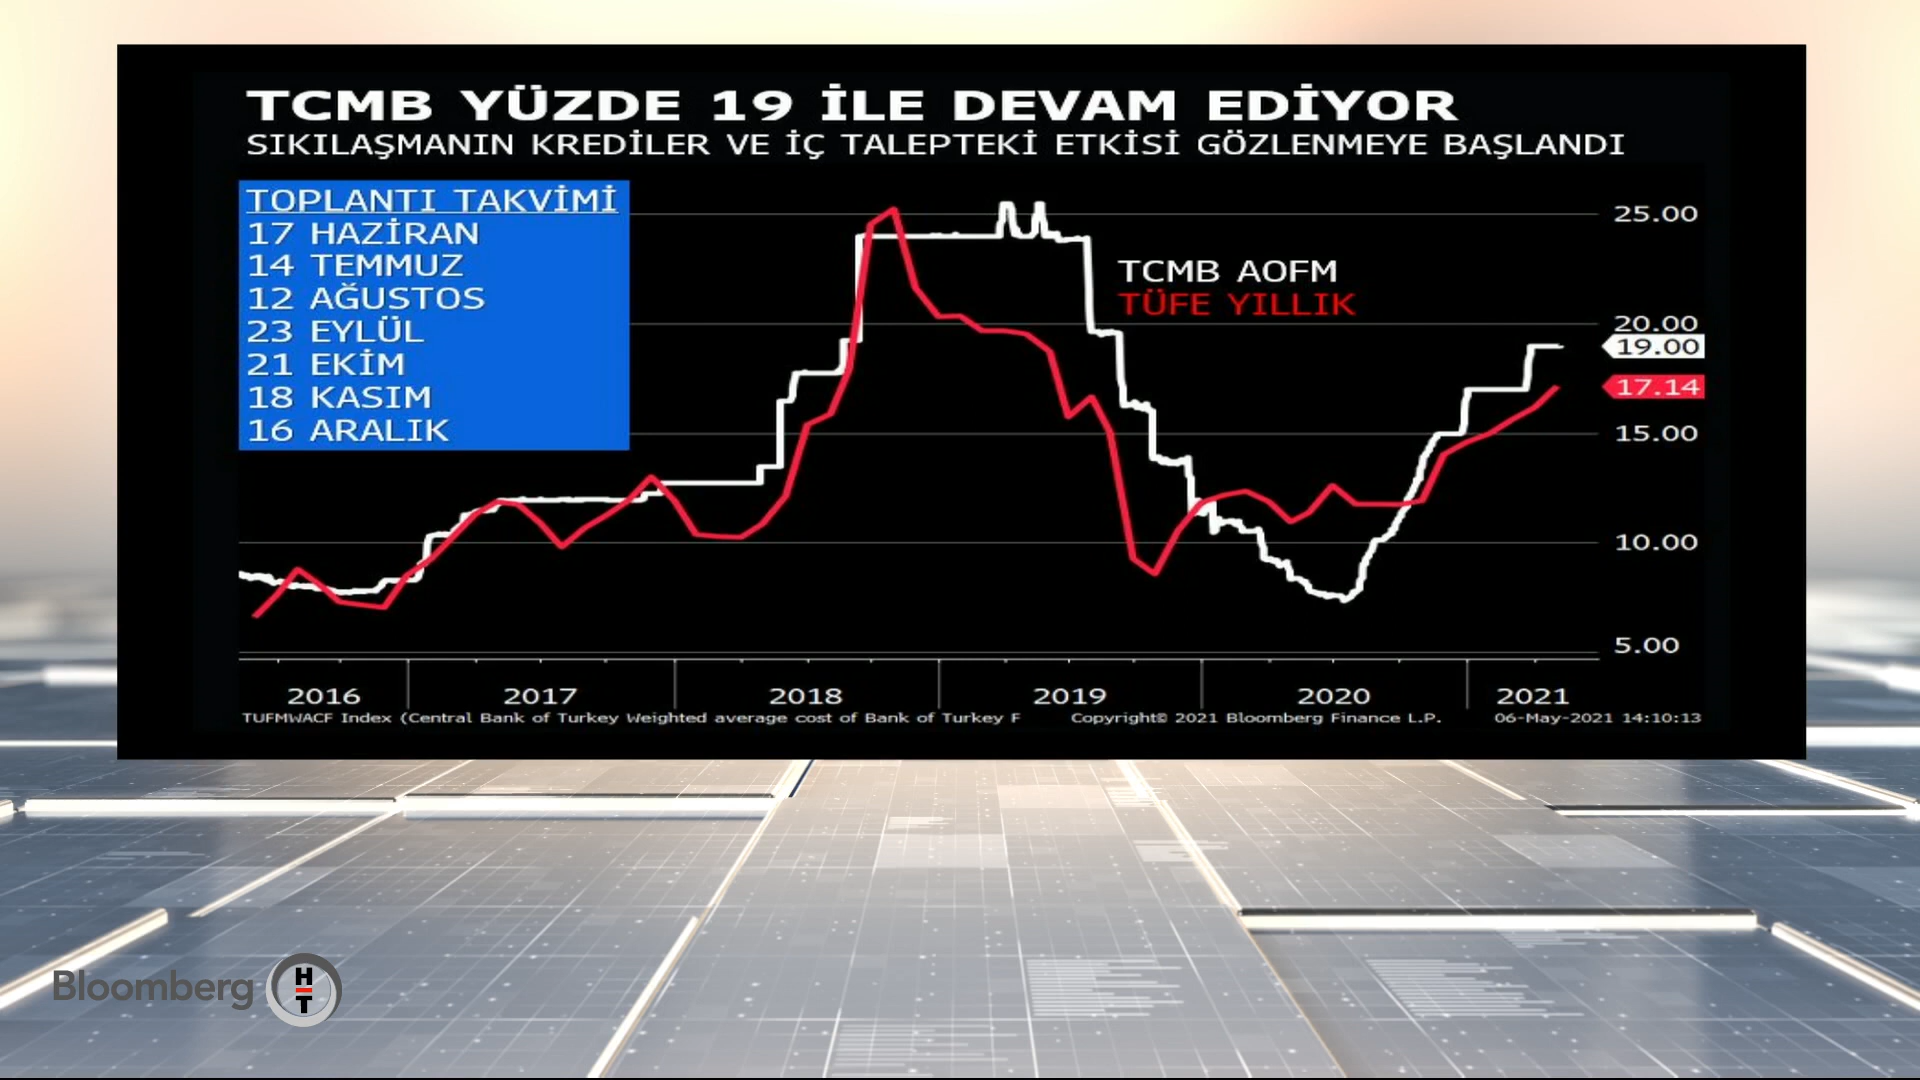 TCMB YÜZDE 19 İLE DEVAM EDİYOR
SIKILAŞMANIN KREDİLER VE İÇ TALEPTEKİ ETKİSİ GÖZLENMEYE BAŞLANDI
TOPLANTI TAKVİMİ
17 HAZİRAN
14 TEMMUZ
12 AĞUSTOS
23 EYLÜL
21 EKİM
18 KASIM
16 ARALIK
TCMB AOFM
TÜFE YILLIK
25.00
20.00
19.00
17.14
15.00
10.00
5.00
2016 2017 2018 2019 2020 2021
TUFMWACF Index (Central Bank of Turkey Weighted average cost of Bank of Turkey F Copyright© 2021 Bloomberg Finance L.P. 06-May-2021 14:10:13
Bloomberg HT